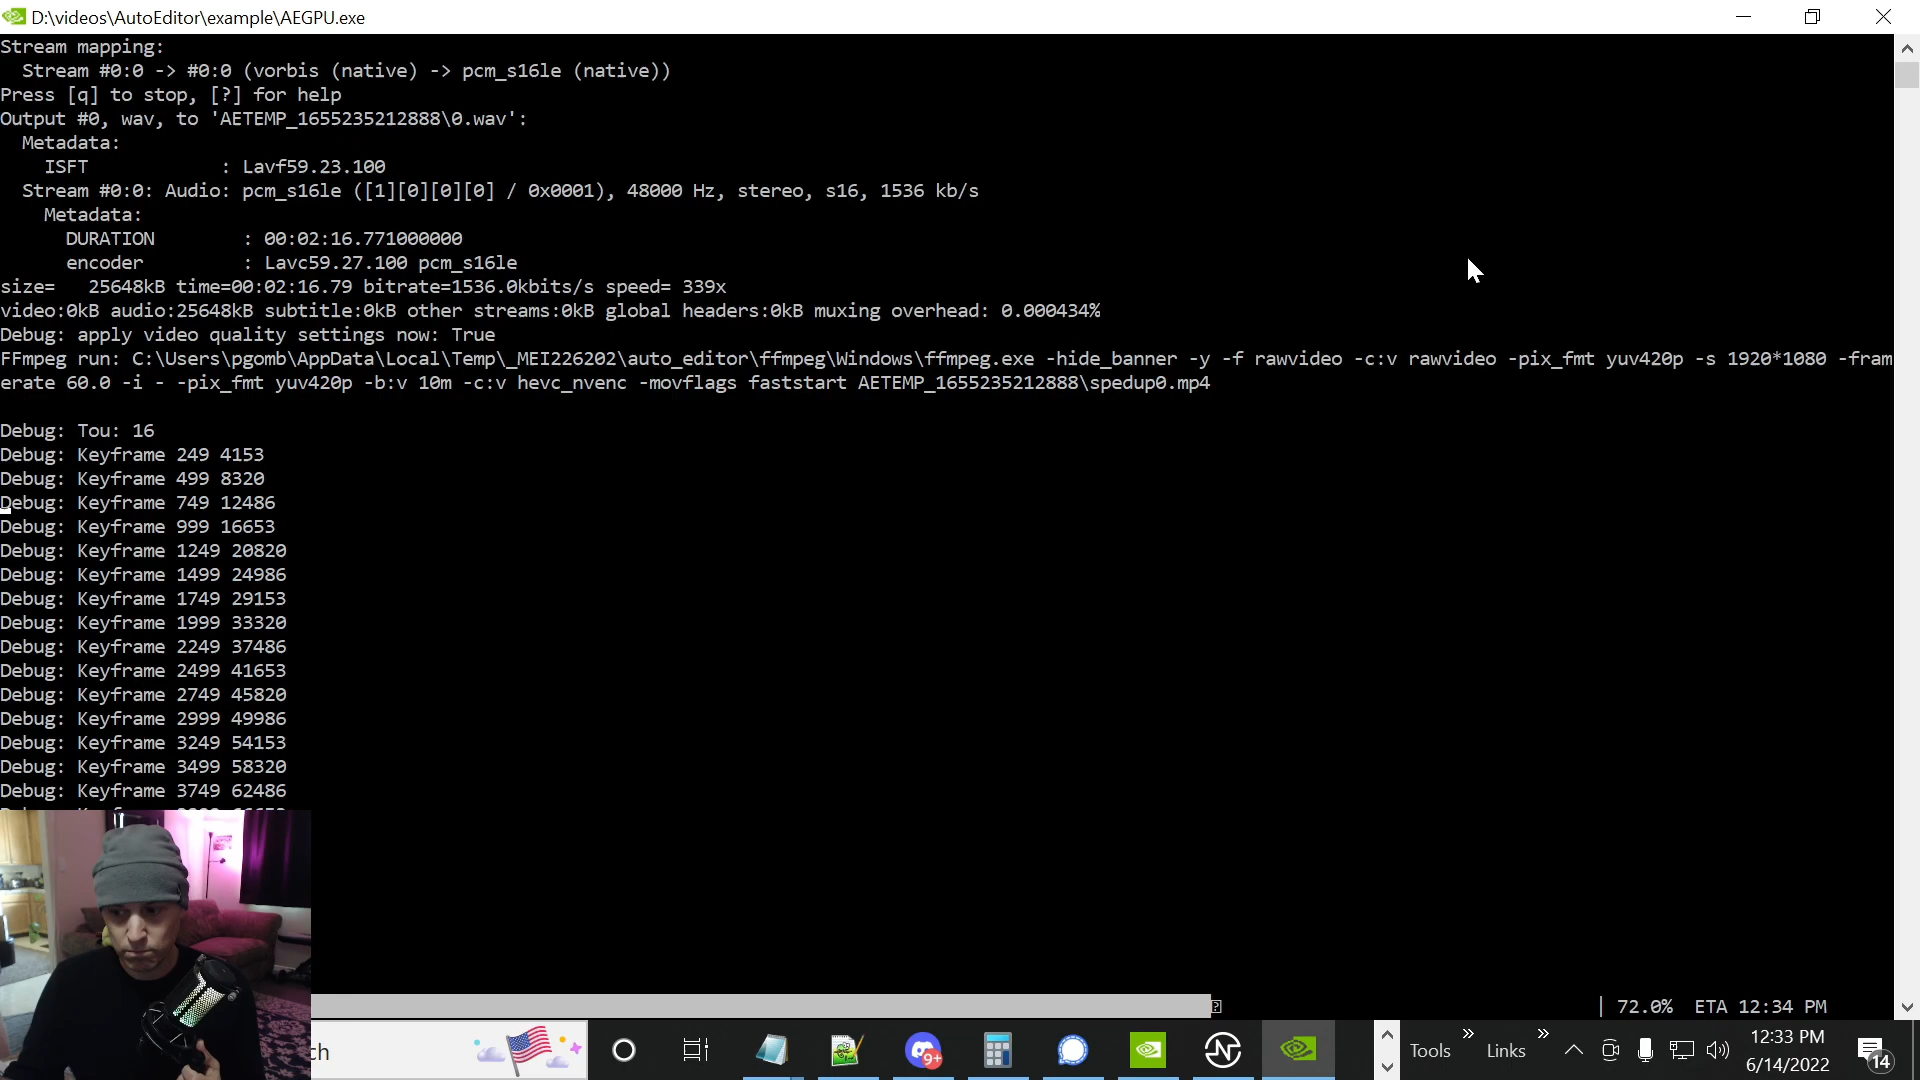 D:\videos\AutoEditor\example\AEGPU.exe
Stream mapping:
  Stream #0:0 -> #0:0 (vorbis (native) -> pcm_s16le (native))
Press [q] to stop, [?] for help
Output #0, wav, to 'AETEMP_1655235212888\0.wav':
  Metadata:
    ISFT            : Lavf59.23.100
  Stream #0:0: Audio: pcm_s16le ([1][0][0][0] / 0x0001), 48000 Hz, stereo, s16, 1536 kb/s
    Metadata:
      DURATION        : 00:02:16.771000000
      encoder         : Lavc59.27.100 pcm_s16le
size=   25648kB time=00:02:16.79 bitrate=1536.0kbits/s speed= 339x
video:0kB audio:25648kB subtitle:0kB other streams:0kB global headers:0kB muxing overhead: 0.000434%
Debug: apply video quality settings now: True
FFmpeg run: C:\Users\pgomb\AppData\Local\Temp\_MEI226202\auto_editor\ffmpeg\Windows\ffmpeg.exe -hide_banner -y -f rawvideo -c:v rawvideo -pix_fmt yuv420p -s 1920*1080 -fram
erate 60.0 -i - -pix_fmt yuv420p -b:v 10m -c:v hevc_nvenc -movflags faststart AETEMP_1655235212888\spedup0.mp4
Debug: Tou: 16
Debug: Keyframe 249 4153
Debug: Keyframe 499 8320
Debug: Keyframe 749 12486
Debug: Keyframe 999 16653
Debug: Keyframe 1249 20820
Debug: Keyframe 1499 24986
Debug: Keyframe 1749 29153
Debug: Keyframe 1999 33320
Debug: Keyframe 2249 37486
Debug: Keyframe 2499 41653
Debug: Keyframe 2749 45820
Debug: Keyframe 2999 49986
Debug: Keyframe 3249 54153
Debug: Keyframe 3499 58320
Debug: Keyframe 3749 62486
| 72.0%  ETA 12:34 PM
ch
9+
Tools
Links
12:33 PM
6/14/2022
14